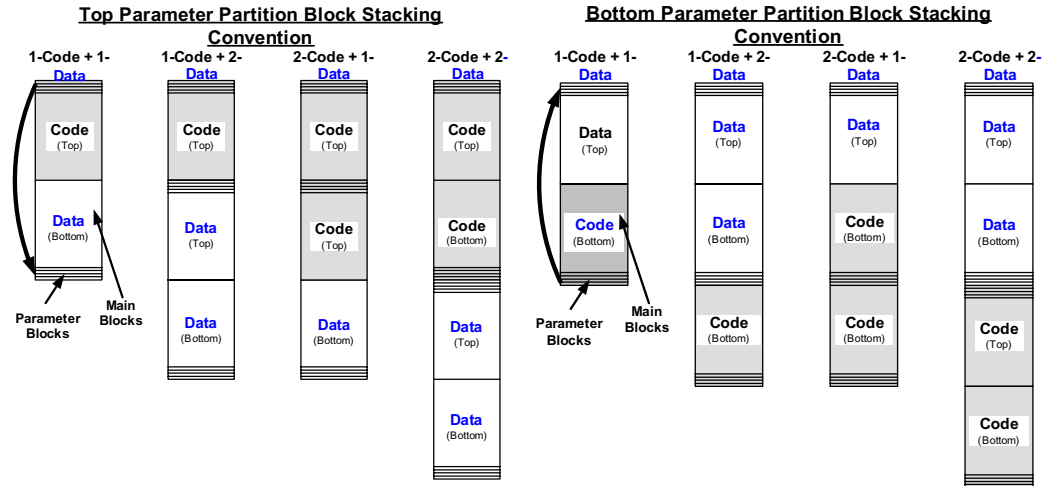 Top Parameter Partition Block Stacking
Convention
1-Code + 1-
Data
1-Code + 2-
Data
2-Code + 1-
Data
2-Code + 2-
Data
Code
(Top)
Data
(Bottom)
Parameter
Blocks
Main
Blocks
Code
(Top)
Data
(Top)
Data
(Bottom)
Code
(Top)
Code
(Top)
Data
(Bottom)
Code
(Top)
Code
(Bottom)
Data
(Top)
Data
(Bottom)
Bottom Parameter Partition Block Stacking
Convention
1-Code + 1-
Data
1-Code + 2-
Data
2-Code + 1-
Data
2-Code + 2-
Data
Data
(Top)
Code
(Bottom)
Parameter
Blocks
Main
Blocks
Data
(Top)
Data
(Bottom)
Code
(Bottom)
Data
(Top)
Code
(Bottom)
Code
(Bottom)
Data
(Top)
Data
(Bottom)
Code
(Top)
Code
(Bottom)